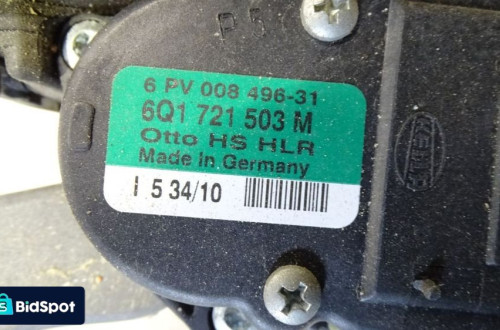 P5
6 PV 008 496-31
6Q1 721 503 M
Otto HS HLR
Made in Germany
I 5 34/10
HELLA
BidSpot